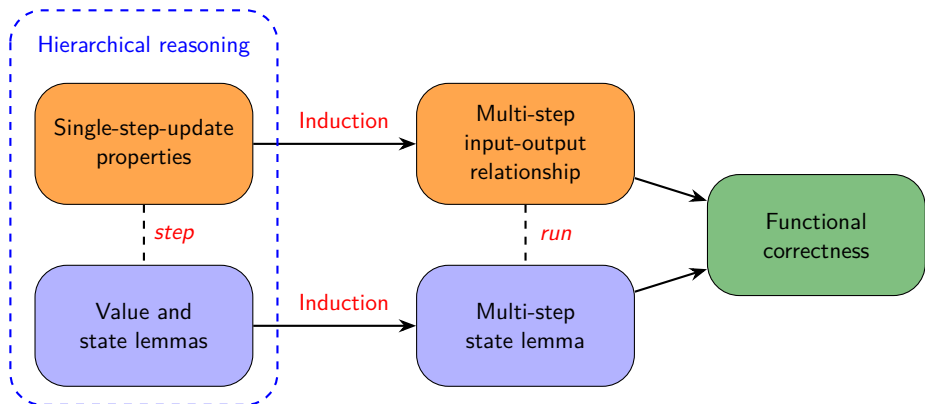 Hierarchical reasoning
Single-step-update
properties
Induction
Multi-step
input-output
relationship
step
run
Functional
correctness
Value and
state lemmas
Induction
Multi-step
state lemma